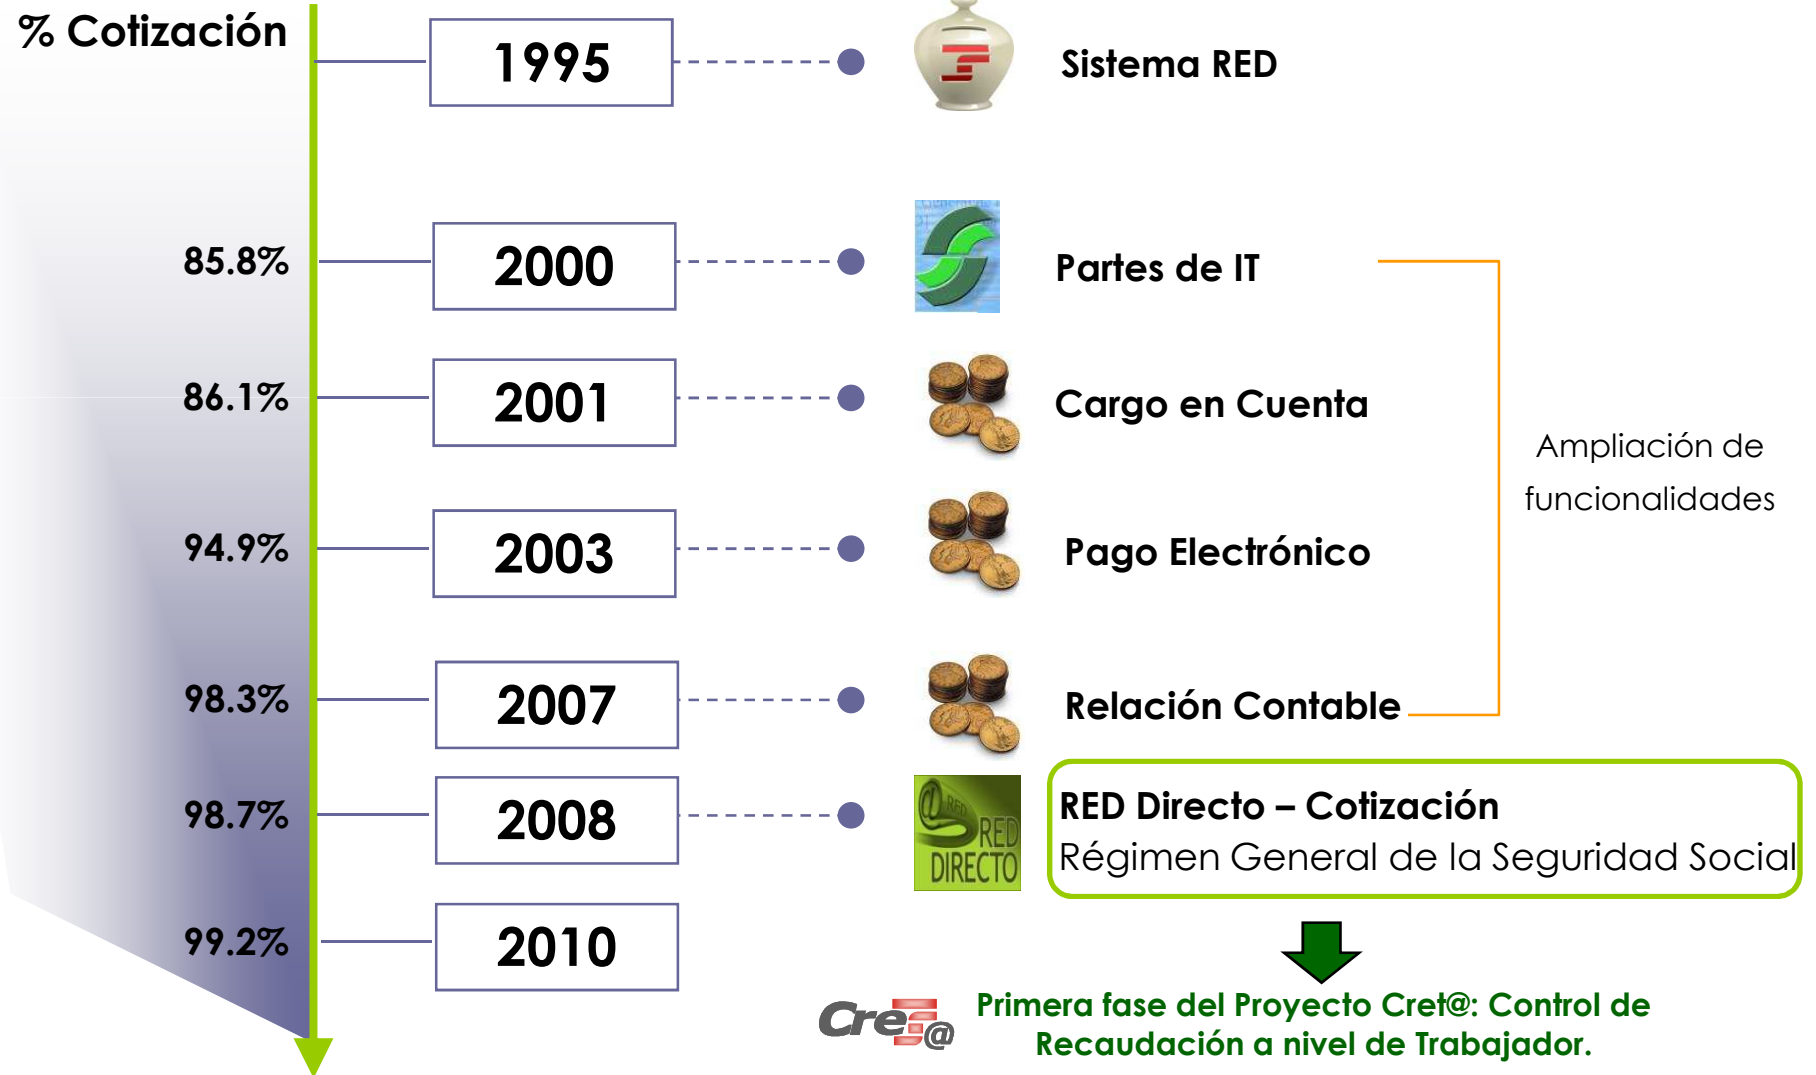 % Cotización
1995
Sistema RED
85.8%
2000
Partes de IT
86.1%
2001
Cargo en Cuenta
Ampliación de
funcionalidades
94.9%
2003
Pago Electrónico
98.3%
2007
Relación Contable
98.7%
2008
@RED
RED
DIRECTO
RED Directo – Cotización
Régimen General de la Seguridad Social
99.2%
2010
Cret@
Primera fase del Proyecto Cret@: Control de
Recaudación a nivel de Trabajador.